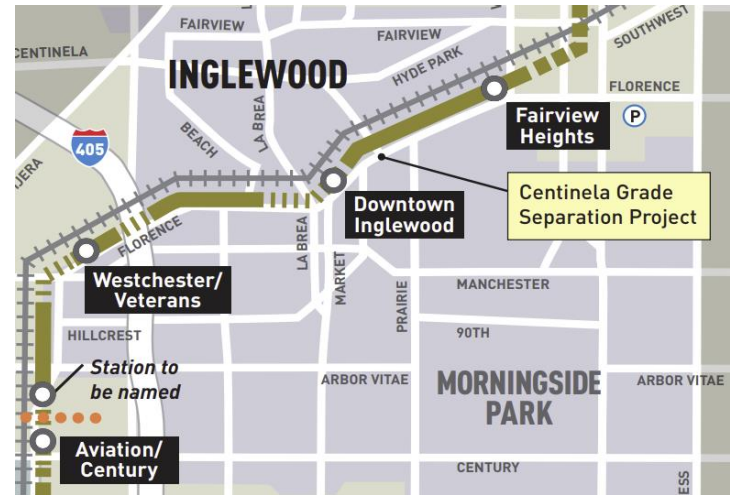 FAIRVIEW
FAIRVIEW
CENTINELA
SOUTHWEST
INGLEWOOD
HYDE PARK
FLORENCE
LA BREA
BEACH
405
Fairview
Heights
P
Centinela Grade
Separation Project
Downtown
Inglewood
FLORENCE
LA BREA
MARKET
PRAIRIE
Westchester/
Veterans
MANCHESTER
HILLCREST
90TH
Station to
be named
ARBOR VITAE
MORNINGSIDE
PARK
ARBOR VITAE
Aviation/
Century
CENTURY